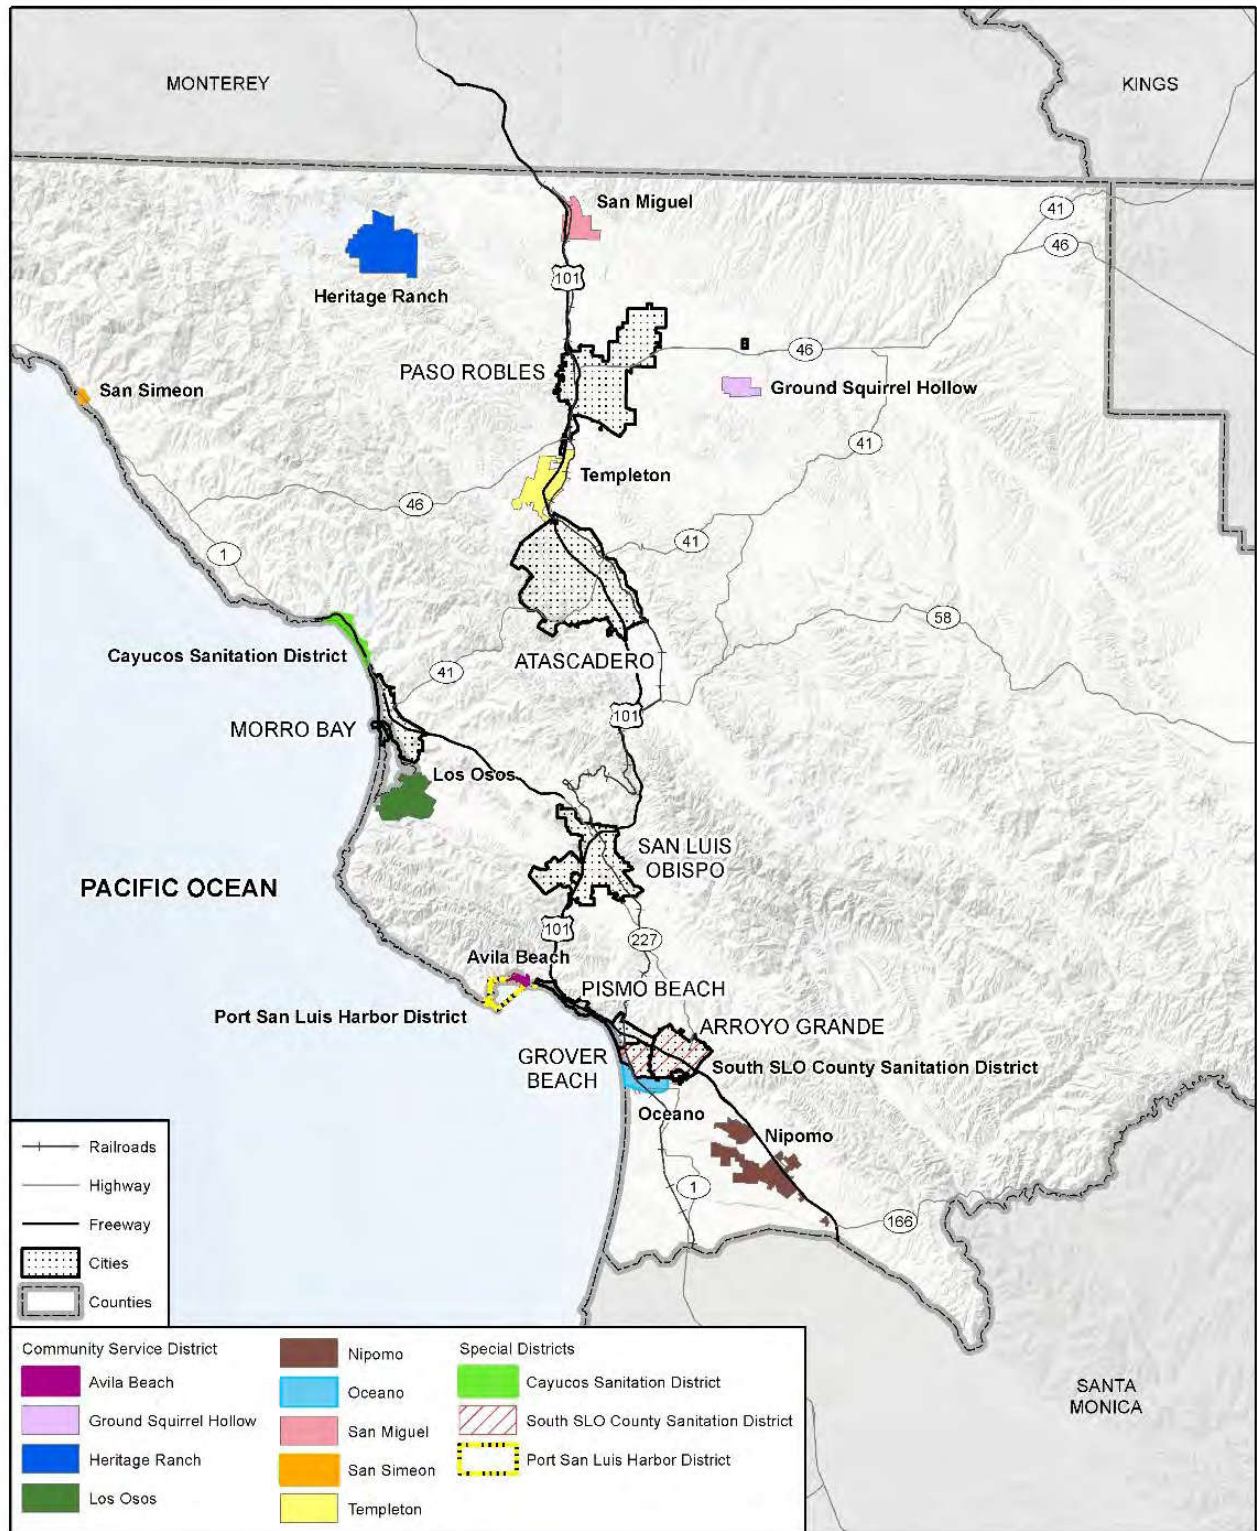 MONTEREY
KINGS
San Miguel
41
46
101
Heritage Ranch
PASO ROBLES
46
San Simeon
Ground Squirrel Hollow
41
Templeton
46
41
1
58
Cayucos Sanitation District
41
ATASCADERO
101
MORRO BAY
Los Osos
SAN LUIS
OBISPO
PACIFIC OCEAN
101
227
Avila Beach
PISMO BEACH
Port San Luis Harbor District
ARROYO GRANDE
GROVER
BEACH
South SLO County Sanitation District
Oceano
Nipomo
1
166
SANTA
MONICA
Railroads
Highway
Freeway
Cities
Counties
Community Service District
Avila Beach
Ground Squirrel Hollow
Heritage Ranch
Los Osos
Nipomo
Oceano
San Miguel
San Simeon
Templeton
Special Districts
Cayucos Sanitation District
South SLO County Sanitation District
Port San Luis Harbor District